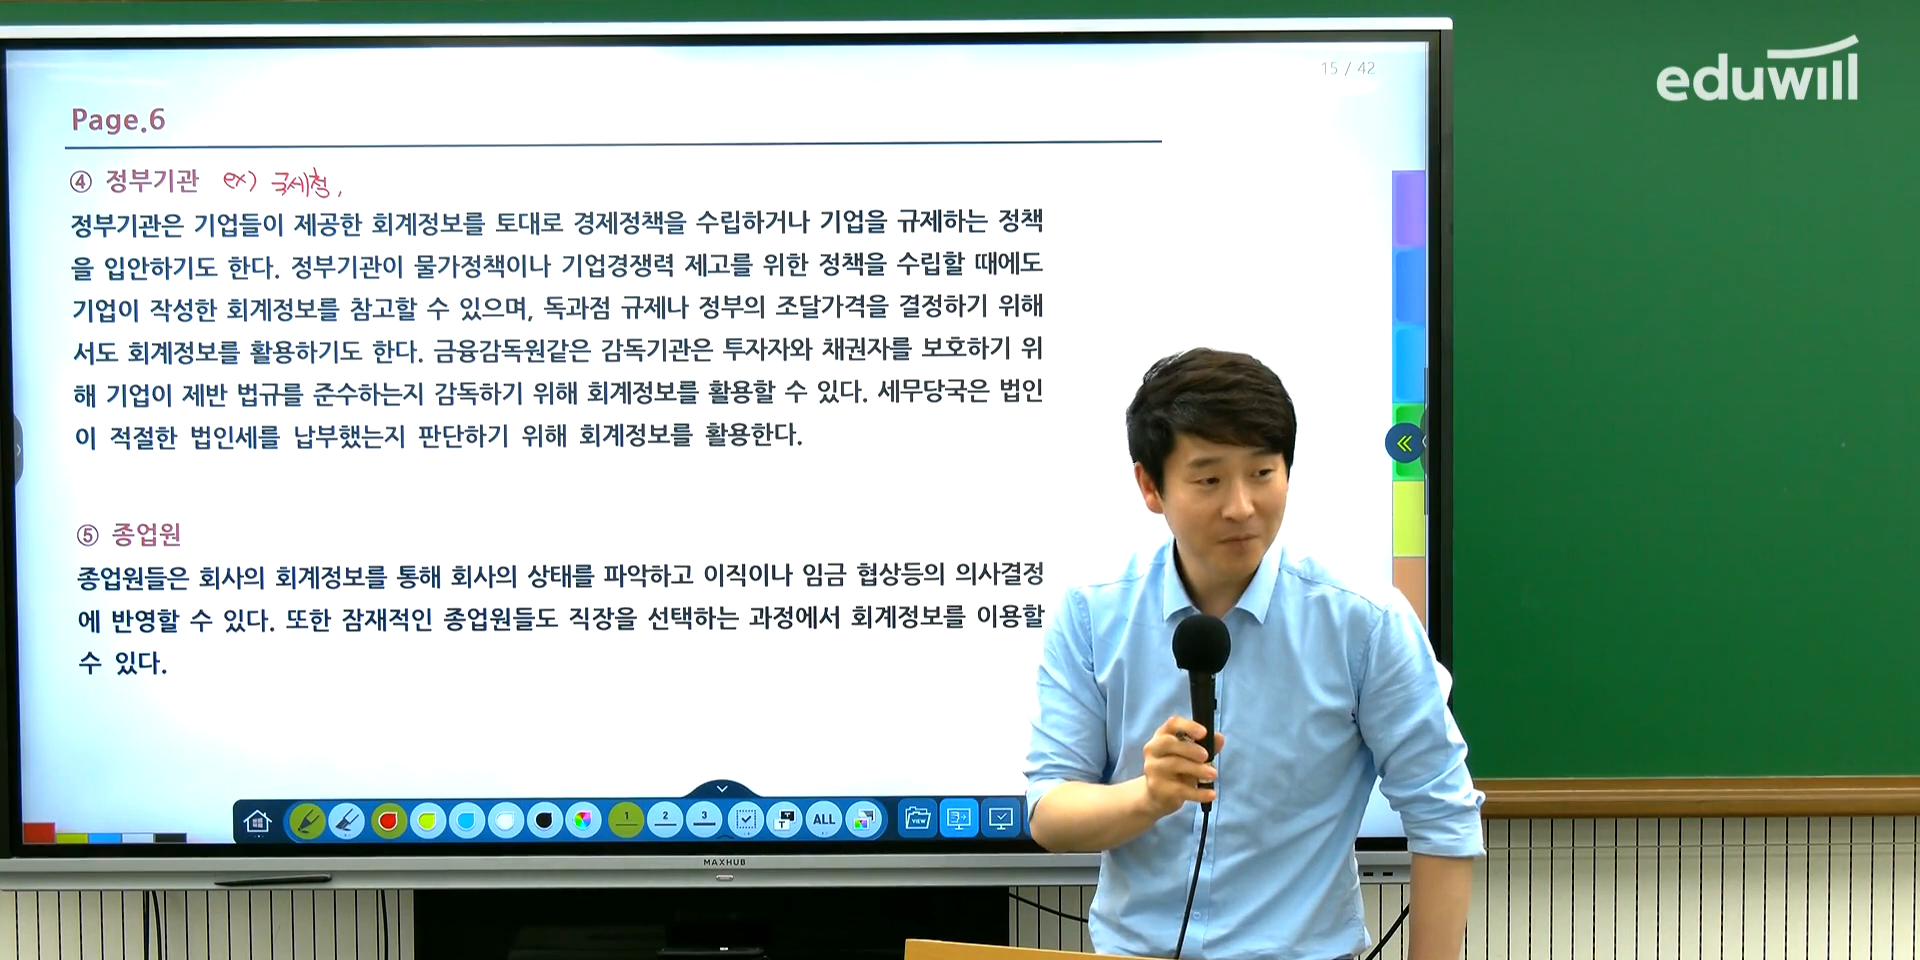 eduwill
15 / 42
Page.6
④ 정부기관 ex) 국세청,
정부기관은 기업들이 제공한 회계정보를 토대로 경제정책을 수립하거나 기업을 규제하는 정책
을 입안하기도 한다. 정부기관이 물가정책이나 기업경쟁력 제고를 위한 정책을 수립할 때에도
기업이 작성한 회계정보를 참고할 수 있으며, 독과점 규제나 정부의 조달가격을 결정하기 위해
서도 회계정보를 활용하기도 한다. 금융감독원같은 감독기관은 투자자와 채권자를 보호하기 위
해 기업이 제반 법규를 준수하는지 감독하기 위해 회계정보를 활용할 수 있다. 세무당국은 법인
이 적절한 법인세를 납부했는지 판단하기 위해 회계정보를 활용한다.
⑤ 종업원
종업원들은 회사의 회계정보를 통해 회사의 상태를 파악하고 이직이나 임금 협상등의 의사결정
에 반영할 수 있다. 또한 잠재적인 종업원들도 직장을 선택하는 과정에서 회계정보를 이용할
수 있다.
1 2 3 ALL VIEW
MAXHUB